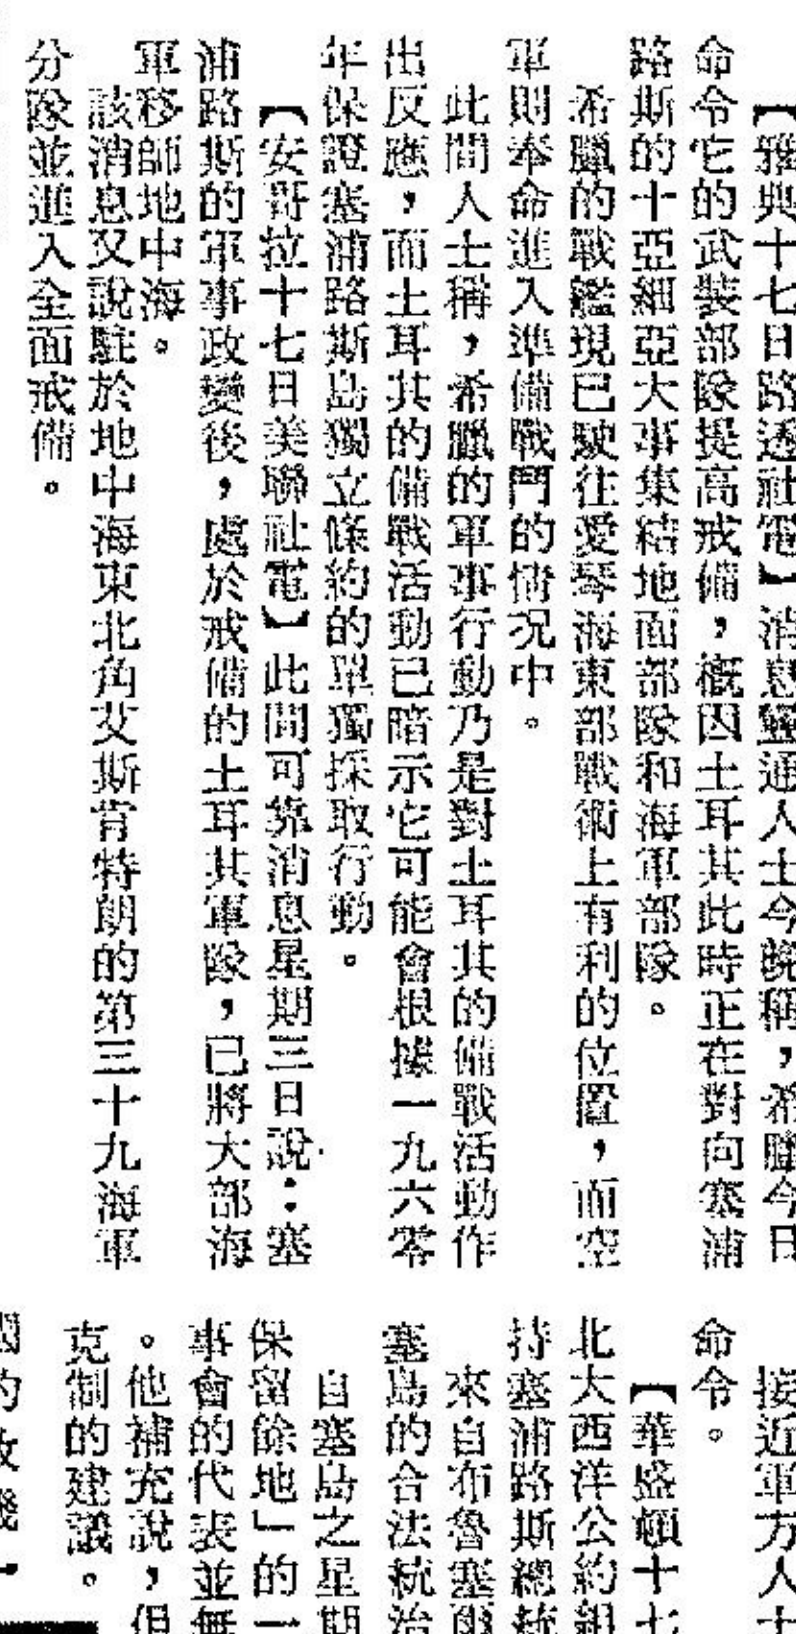 【雅典十七日路透社電】消息靈通人士今晚稱，希臘今日
命令它的武裝部隊提高戒備，概因土耳其此時正在對向塞浦
路斯的十亞細亞大事集結地面部隊和海軍部隊。
希臘的戰艦現已駛往愛琴海東部戰術上有利的位置，而空
軍則奉命進入準備戰鬥的情况中。
此間人士稱，希臘的軍事行動乃是對土耳其的備戰活動作
出反應，而土耳其的備戰活動已暗示它可能會根據一九六零
年保證塞浦路斯島獨立條約的單獨採取行動。
【安哥拉十七日美聯社電】此間可靠消息星期三日說：塞
浦路斯的軍事政變後，處於戒備的土耳其軍隊，已將大部海
軍移師地中海。
該消息又說駐於地中海東北角艾斯肯特朗的第三十九海軍
分隊並進入全面戒備。
接近軍方人士
命令。
【華盛頓十七
北大西洋公約組
持塞浦路斯總統
來自布魯塞爾
塞島的合法統治
自塞島之星期
保留餘地」的一
事會的代表並無
。他補充說，但
克制的建議。
國的政